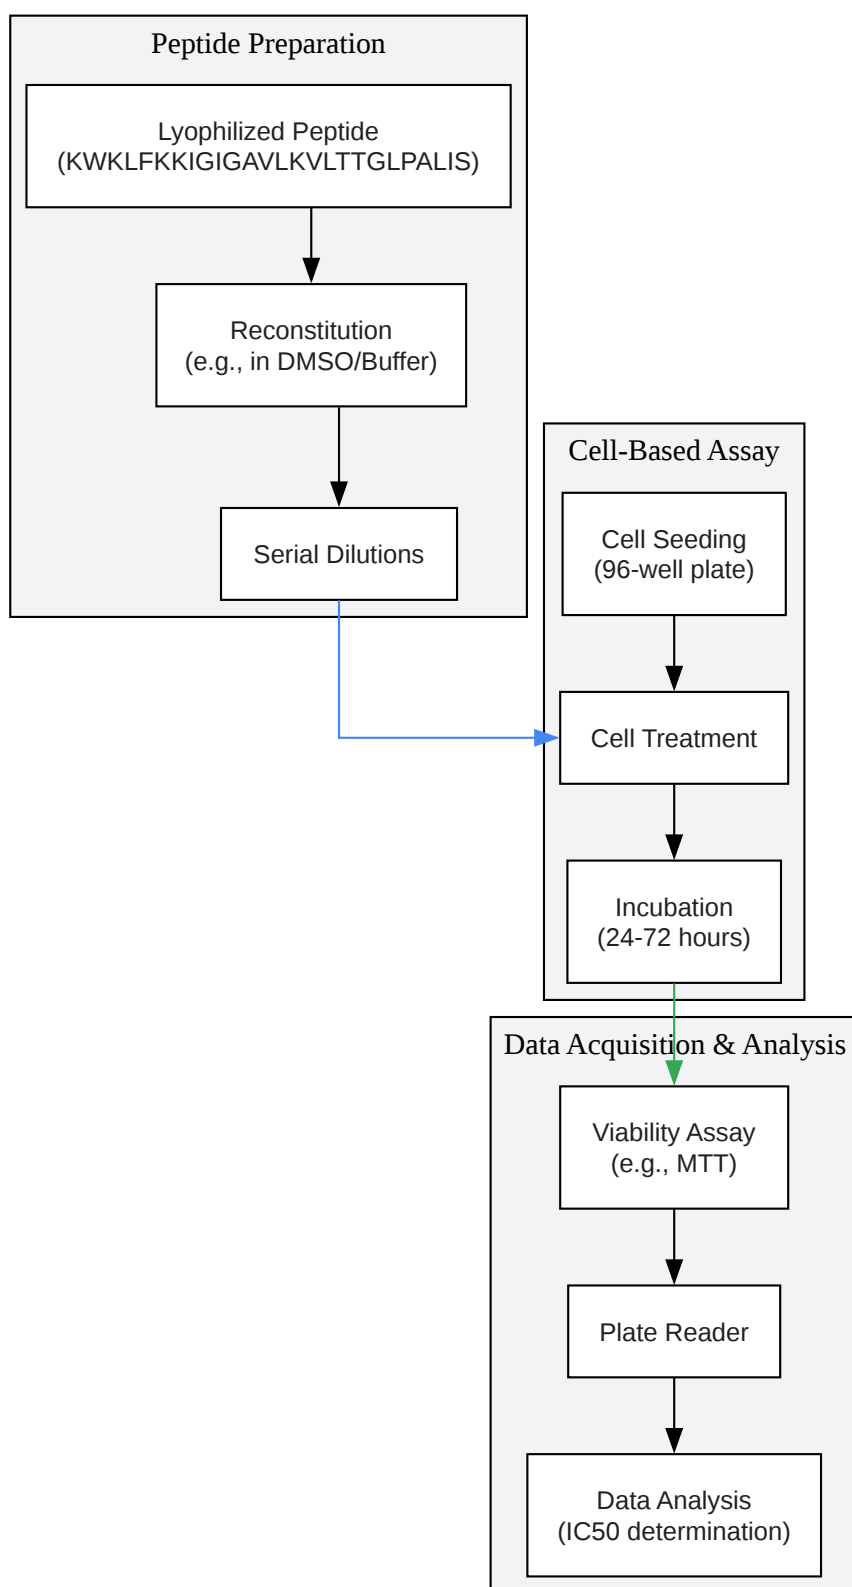 Peptide Preparation
Lyophilized Peptide
(KWKLFKKIGIGAVLKVLTTGLPALIS)
Reconstitution
(e.g., in DMSO/Buffer)
Serial Dilutions
Cell-Based Assay
Cell Seeding
(96-well plate)
Cell Treatment
Incubation
(24-72 hours)
Data Acquisition & Analysis
Viability Assay
(e.g., MTT)
Plate Reader
Data Analysis
(IC50 determination)